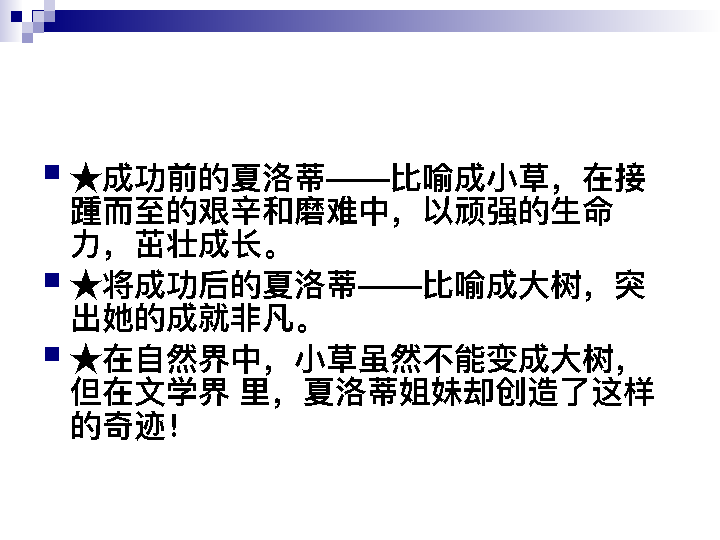 ★成功前的夏洛蒂——比喻成小草，在接
踵而至的艰辛和磨难中，以顽强的生命
力，茁壮成长。
★将成功后的夏洛蒂——比喻成大树，突
出她的成就非凡。
★在自然界中，小草虽然不能变成大树，
但在文学界 里，夏洛蒂姐妹却创造了这样
的奇迹！